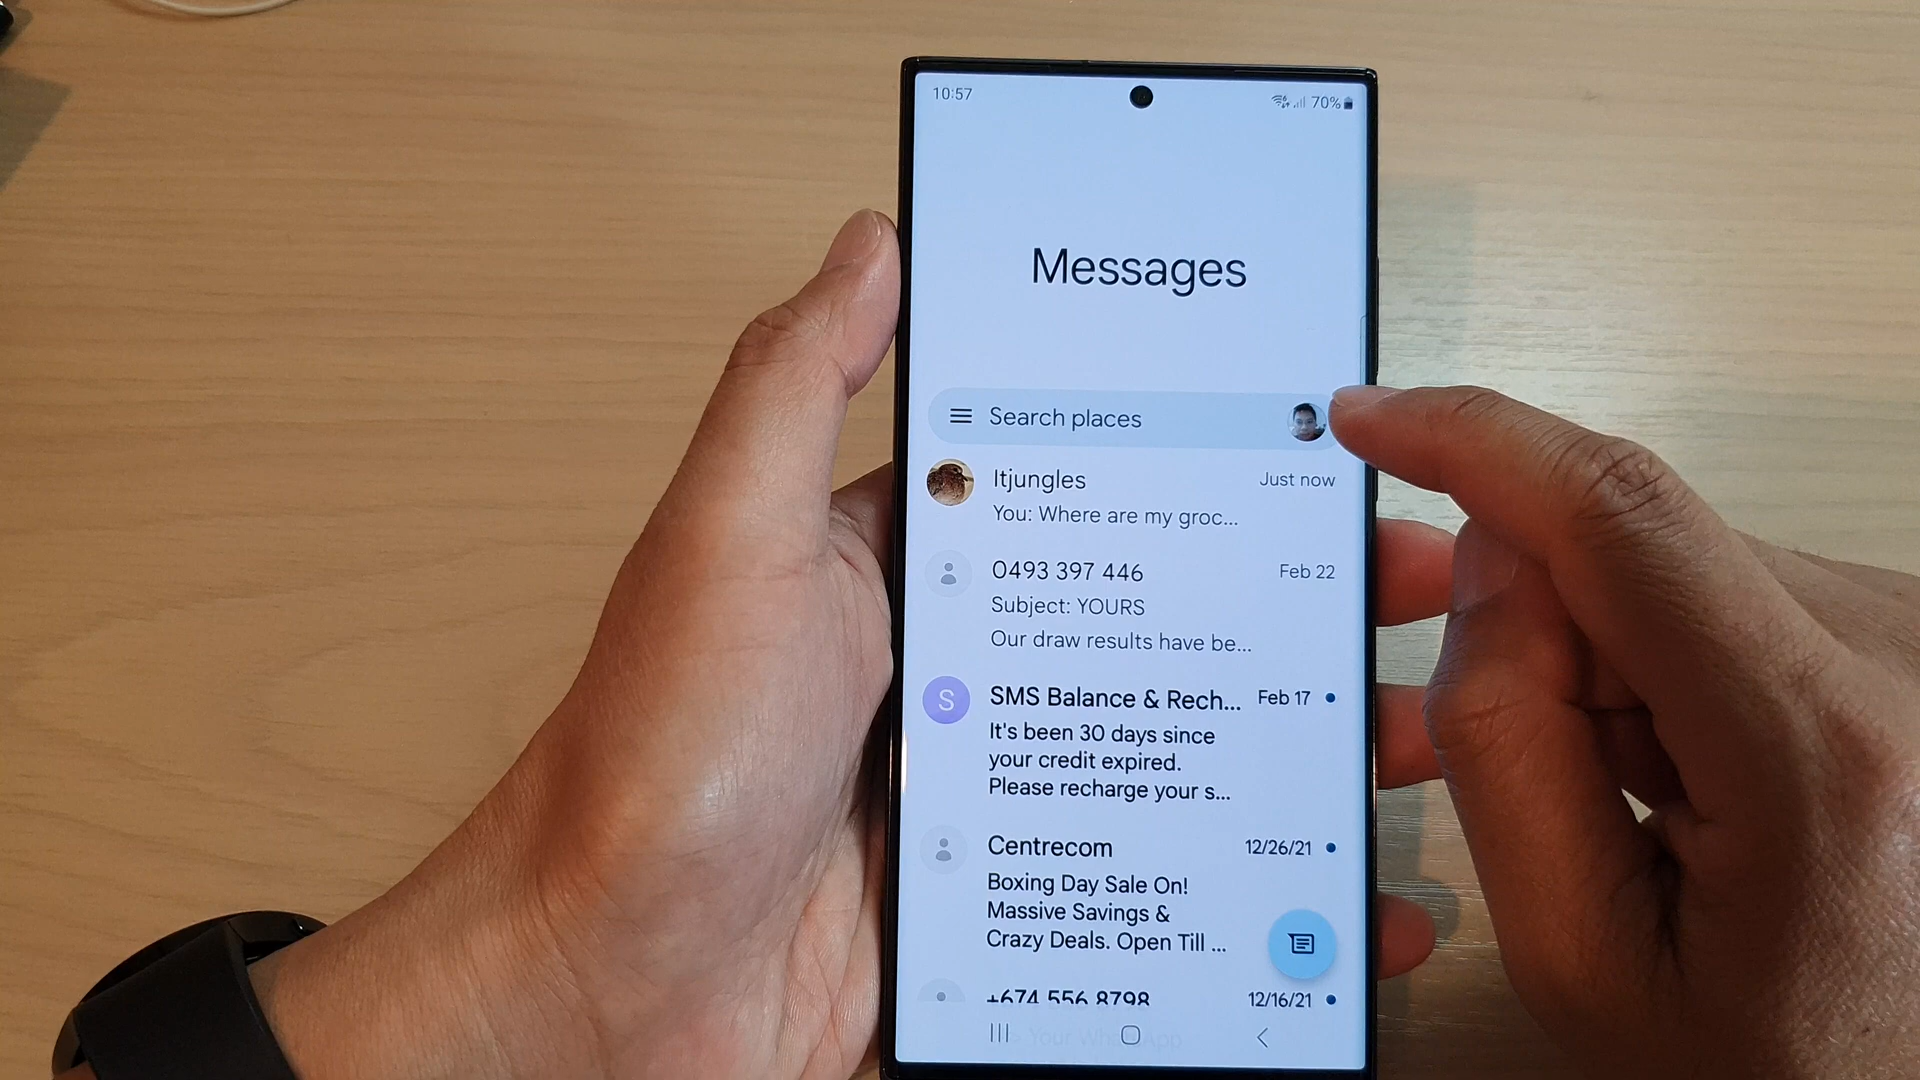 10:57
70%
Messages
Search places
Itjungles
Just now
You: Where are my groc...
0493 397 446
Feb 22
Subject: YOURS
Our draw results have be...
S
SMS Balance & Rech...
Feb 17
It's been 30 days since
your credit expired.
Please recharge your s...
Centrecom
12/26/21
Boxing Day Sale On!
Massive Savings &
Crazy Deals. Open Till ...
+674 556 8798
12/16/21
Your